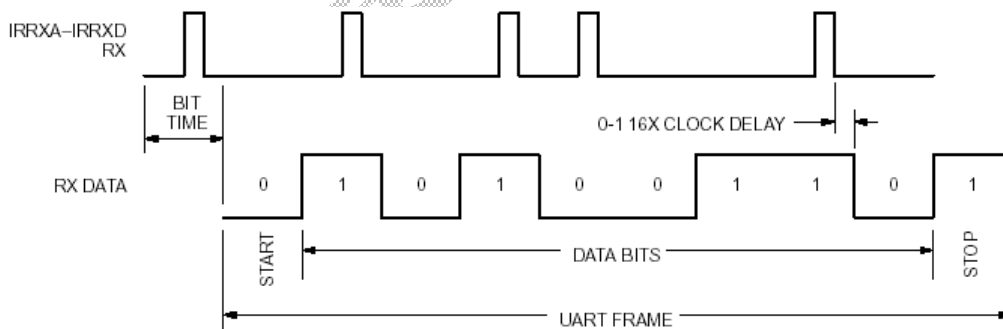 IRRXA–IRRXD
RX
BIT
TIME
0-1 16X CLOCK DELAY
RX DATA
0 1 0 1 0 0 1 1 0 1
START
DATA BITS
STOP
UART FRAME